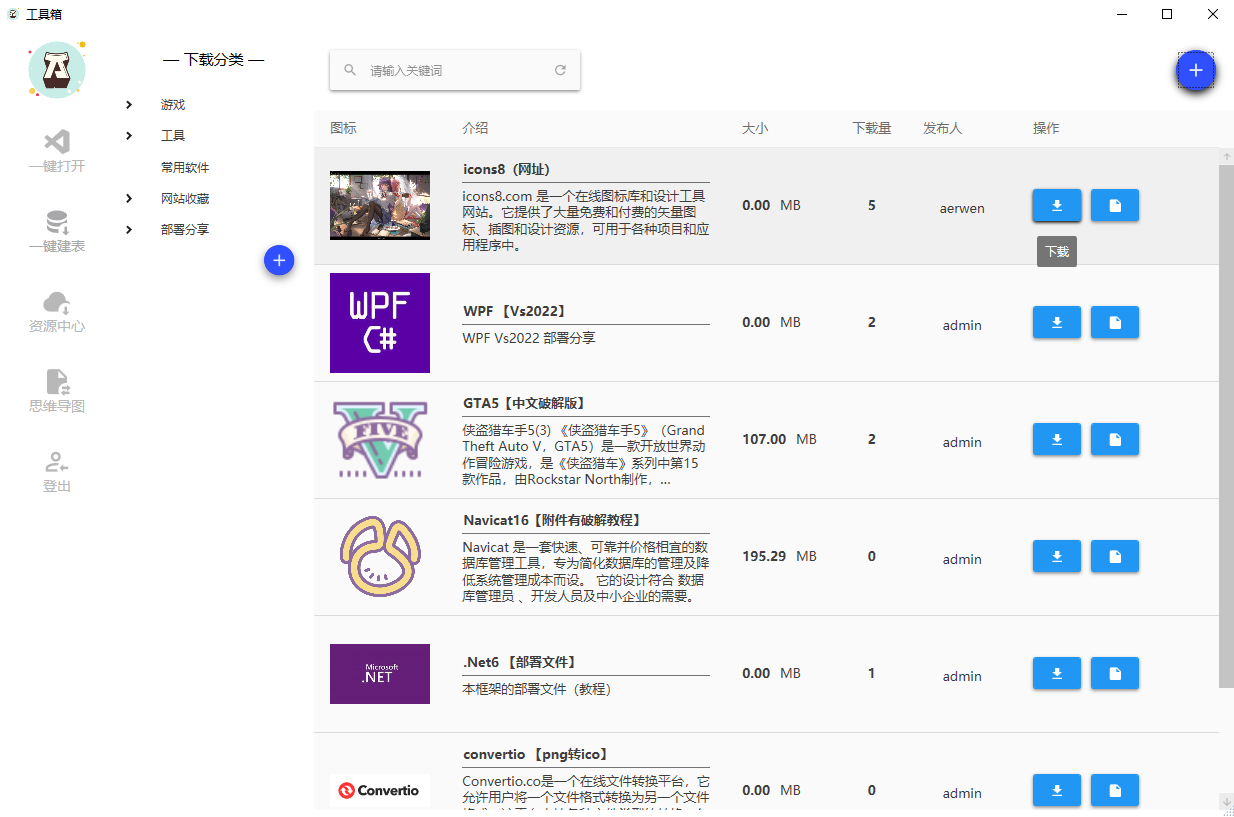 工具箱
— 下载分类 —
游戏
工具
常用软件
网站收藏
部署分享
一键打开
一键建表
资源中心
思维导图
登出
请输入关键词
图标 介绍 大小 下载量 发布人 操作
icons8（网址）
icons8.com 是一个在线图标库和设计工具
网站。它提供了大量免费和付费的矢量图
标、插图和设计资源，可用于各种项目和应
用程序中。
0.00 MB 5 aerwen
下载
WPF
C#
WPF 【Vs2022】
WPF Vs2022 部署分享
0.00 MB 2 admin
V
FIVE
GTA5【中文破解版】
侠盗猎车手5(3) 《侠盗猎车手5》（Grand
Theft Auto V，GTA5）是一款开放世界动
作冒险游戏，是《侠盗猎车》系列中第15
款作品，由Rockstar North制作，...
107.00 MB 2 admin
Navicat16【附件有破解教程】
Navicat 是一套快速、可靠并价格相宜的数
据库管理工具，专为简化数据库的管理及降
低系统管理成本而设。 它的设计符合 数据
库管理员 、开发人员及中小企业的需要。
195.29 MB 0 admin
Microsoft
.NET
.Net6 【部署文件】
本框架的部署文件（教程）
0.00 MB 1 admin
Convertio
convertio 【png转ico】
Convertio.co是一个在线文件转换平台，它
允许用户将一个文件格式转换为另一个文件
0.00 MB 0 admin